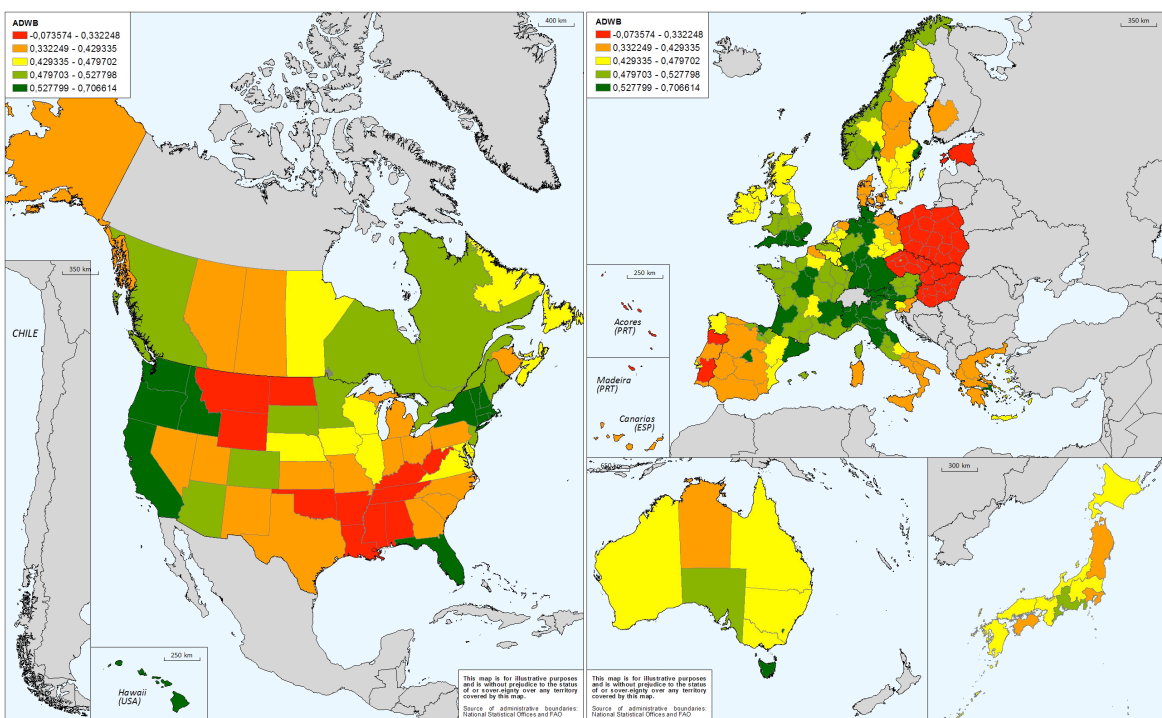 ADWB
-0,073574 - 0,332248
0,332249 - 0,429335
0,429335 - 0,479702
0,479703 - 0,527798
0,527799 - 0,706614
400 km
350 km
CHILE
250 km
Hawaii
(USA)
This map is for illustrative purposes
and is without prejudice to the status
of or sover-eignty over any territory
covered by this map.
Source of administrative boundaries:
National Statistical Offices and FAO
ADWB
-0,073574 - 0,332248
0,332249 - 0,429335
0,429335 - 0,479702
0,479703 - 0,527798
0,527799 - 0,706614
350 km
250 km
Acores
(PRT)
Madeira
(PRT)
Canarias
(ESP)
km
This map is for illustrative purposes
and is without prejudice to the status
of or sover-eignty over any territory
covered by this map.
Source of administrative boundaries:
National Statistical Offices and FAO
300 km